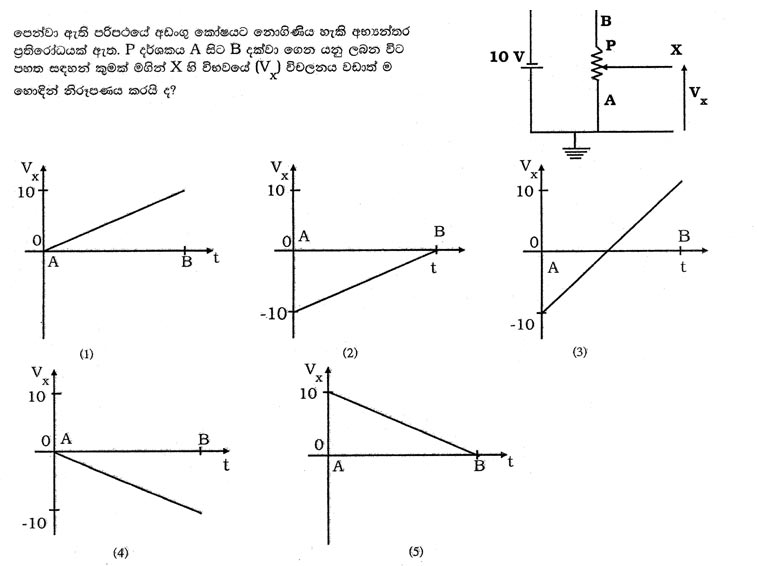 පෙන්වා ඇති පරිපථයේ අඩංගු කෝෂයට නොගිණිය හැකි අභ්‍යන්තර
ප්‍රතිරෝධයක් ඇත. P දර්ශකය A සිට B දක්වා ගෙන යනු ලබන විට
පහත සඳහන් කුමක් මගින් X හි විභවයේ (Vx) විචලනය වඩාත් ම
හොඳින් නිරූපණය කරයි ද?
B
P
X
10 V
A
Vx
Vx
10
0
A
B
t
(1)
Vx
10
0
A
B
t
-10
(2)
Vx
10
0
A
B
t
-10
(3)
Vx
10
0
A
B
t
-10
(4)
Vx
10
0
A
B
t
(5)